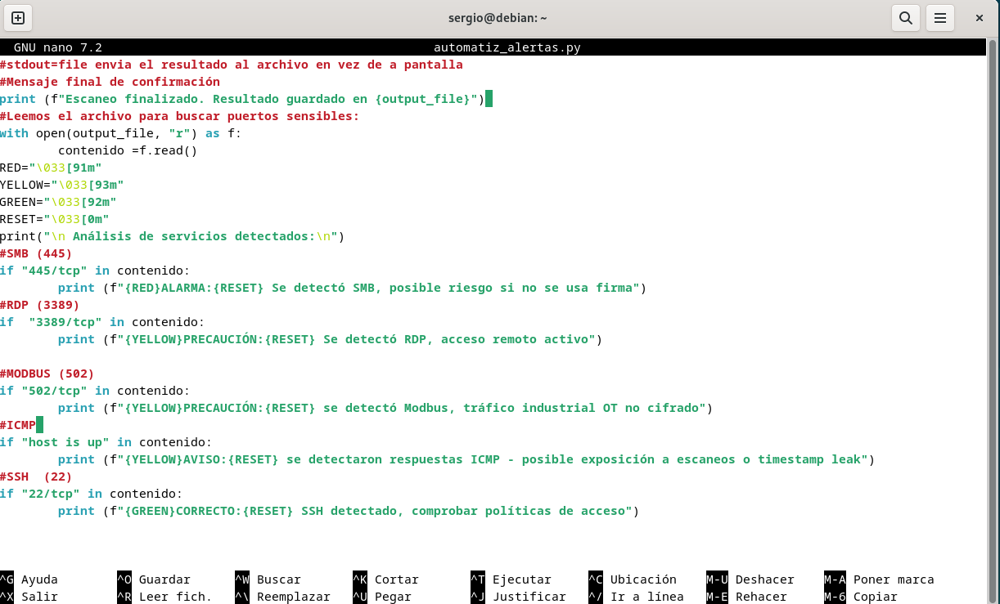 sergio@debian: ~
GNU nano 7.2 automatiz_alertas.py
#stdout=file envia el resultado al archivo en vez de a pantalla
#Mensaje final de confirmación
print (f"Escaneo finalizado. Resultado guardado en {output_file}")
#Leemos el archivo para buscar puertos sensibles:
with open(output_file, "r") as f:
        contenido =f.read()
RED="\033[91m"
YELLOW="\033[93m"
GREEN="\033[92m"
RESET="\033[0m"
print("\n Análisis de servicios detectados:\n")
#SMB (445)
if "445/tcp" in contenido:
        print (f"{RED}ALARMA:{RESET} Se detectó SMB, posible riesgo si no se usa firma")
#RDP (3389)
if  "3389/tcp" in contenido:
        print (f"{YELLOW}PRECAUCIÓN:{RESET} Se detectó RDP, acceso remoto activo")
#MODBUS (502)
if "502/tcp" in contenido:
        print (f"{YELLOW}PRECAUCIÓN:{RESET} se detectó Modbus, tráfico industrial OT no cifrado")
#ICMP
if "host is up" in contenido:
        print (f"{YELLOW}AVISO:{RESET} se detectaron respuestas ICMP - posible exposición a escaneos o timestamp leak")
#SSH  (22)
if "22/tcp" in contenido:
        print (f"{GREEN}CORRECTO:{RESET} SSH detectado, comprobar políticas de acceso")
^G Ayuda ^O Guardar ^W Buscar ^K Cortar ^T Ejecutar ^C Ubicación M-U Deshacer M-A Poner marca
^X Salir ^R Leer fich. ^\ Reemplazar ^U Pegar ^J Justificar ^/ Ir a línea M-E Rehacer M-6 Copiar